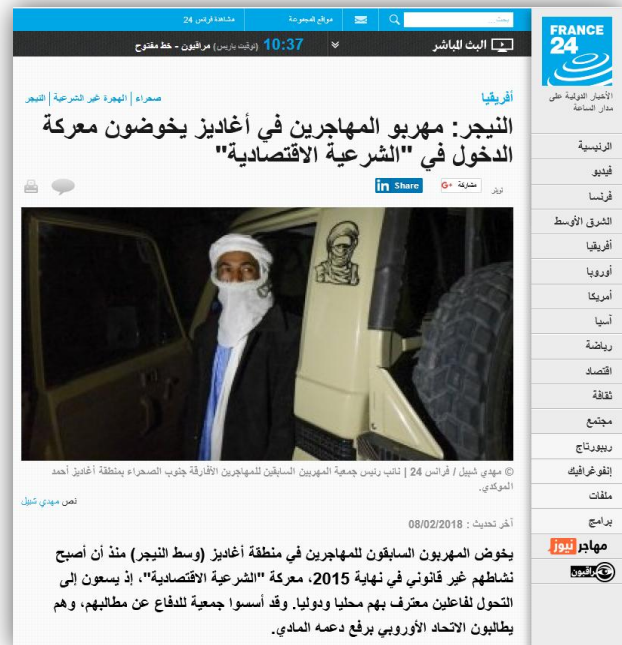 مشاهدة فرانس 24
مواقع المجموعة
بحث...
البث المباشر
10:37 (توقيت باريس) مراقبون - خط مفتوح
FRANCE
24
الأخبار الدولية على
مدار الساعة
الرئيسية
فيديو
فرنسا
الشرق الأوسط
أفريقيا
أوروبا
أمريكا
آسيا
رياضة
اقتصاد
ثقافة
مجتمع
ريبورتاج
إنفوغرافيك
ملفات
برامج
مهاجر نيوز
مراقبون
أفريقيا
صحراء | الهجرة غير الشرعية | النيجر
النيجر: مهربو المهاجرين في أغاديز يخوضون معركة
الدخول في "الشرعية الاقتصادية"
تويتر
مشاركة G+
in Share
© مهدي شبيل / فرانس 24 | نائب رئيس جمعية المهربين السابقين للمهاجرين الأفارقة جنوب الصحراء بمنطقة أغاديز أحمد
الموكدي.
نص مهدي شبيل
آخر تحديث : 08/02/2018
يخوض المهربون السابقون للمهاجرين في منطقة أغاديز (وسط النيجر) منذ أن أصبح
نشاطهم غير قانوني في نهاية 2015، معركة "الشرعية الاقتصادية"، إذ يسعون إلى
التحول لفاعلين معترف بهم محليا ودوليا. وقد أسسوا جمعية للدفاع عن مطالبهم، وهم
يطالبون الاتحاد الأوروبي برفع دعمه المادي.